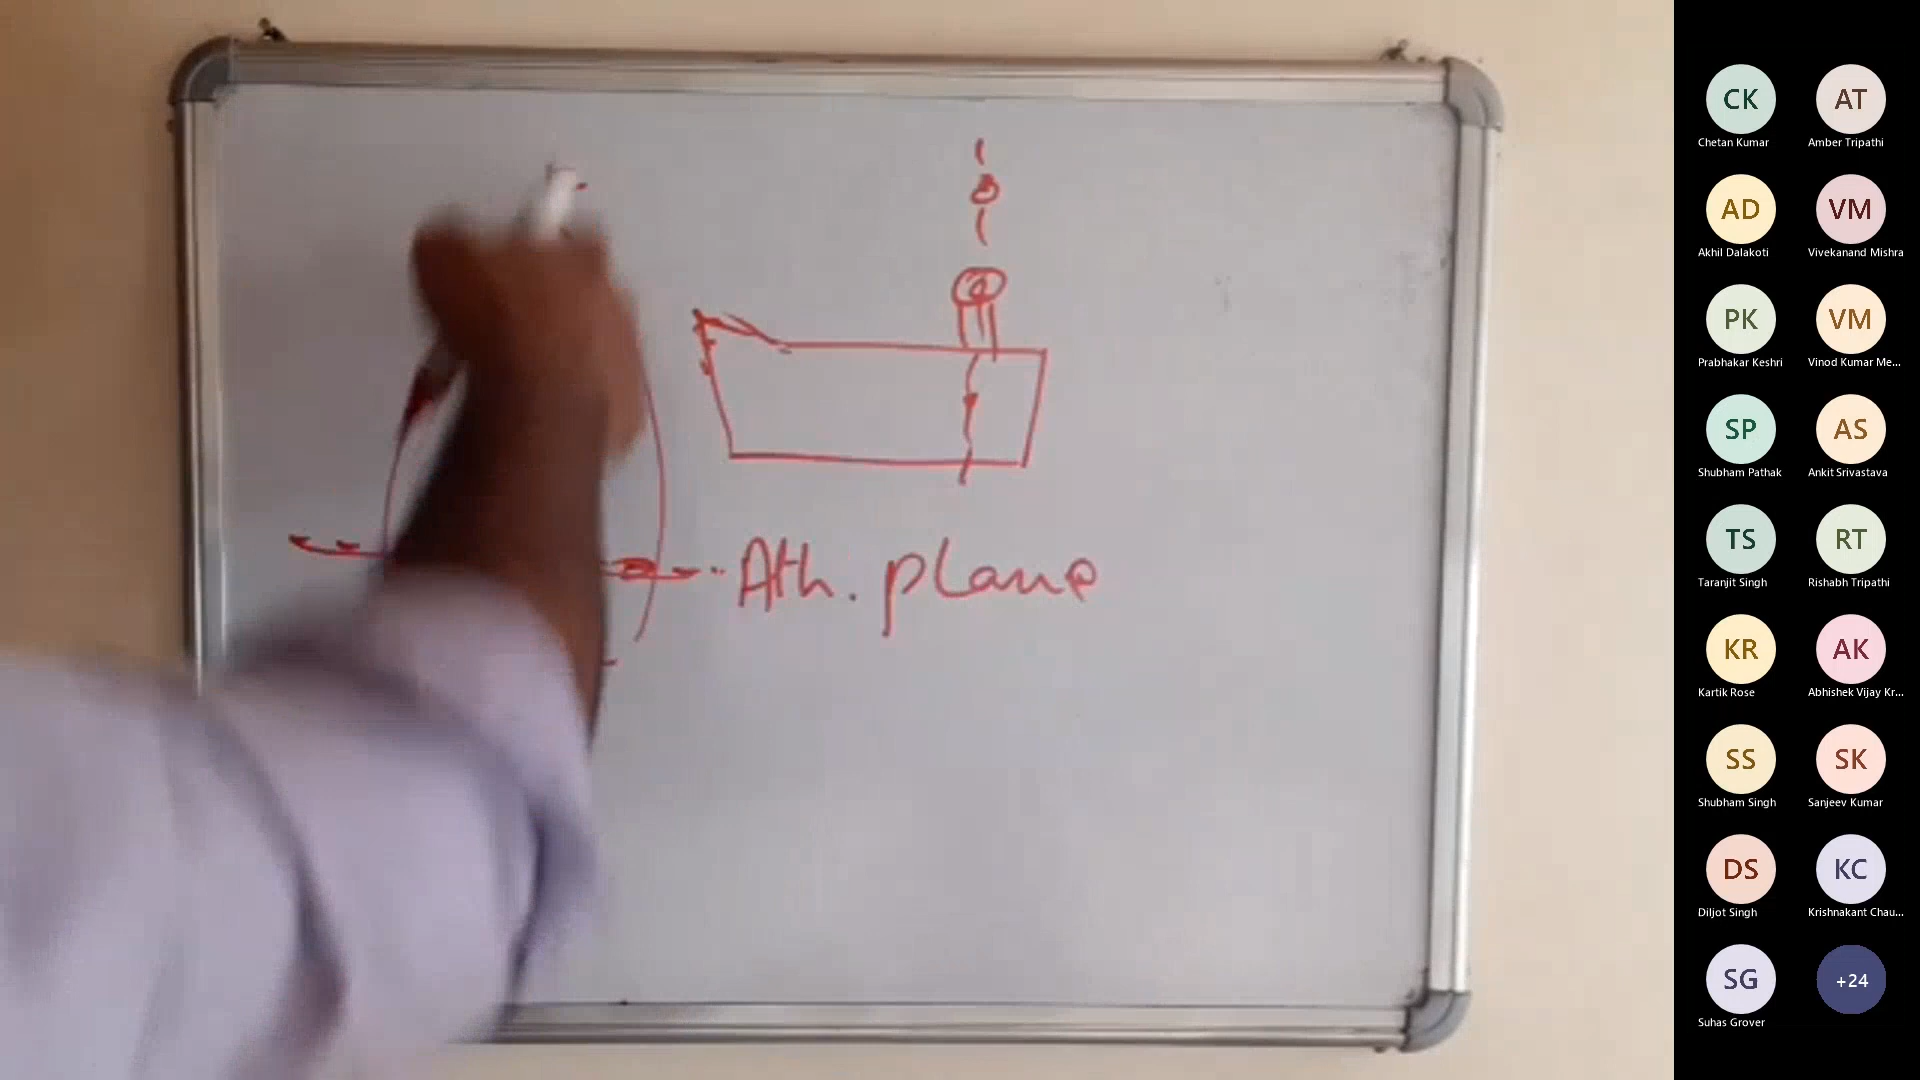 Ath. plane
CK
Chetan Kumar
AT
Amber Tripathi
AD
Akhil Dalakoti
VM
Vivekanand Mishra
PK
Prabhakar Keshri
VM
Vinod Kumar Me...
SP
Shubham Pathak
AS
Ankit Srivastava
TS
Taranjit Singh
RT
Rishabh Tripathi
KR
Kartik Rose
AK
Abhishek Vijay Kr...
SS
Shubham Singh
SK
Sanjeev Kumar
DS
Diljot Singh
KC
Krishnakant Chau...
SG
Suhas Grover
+24